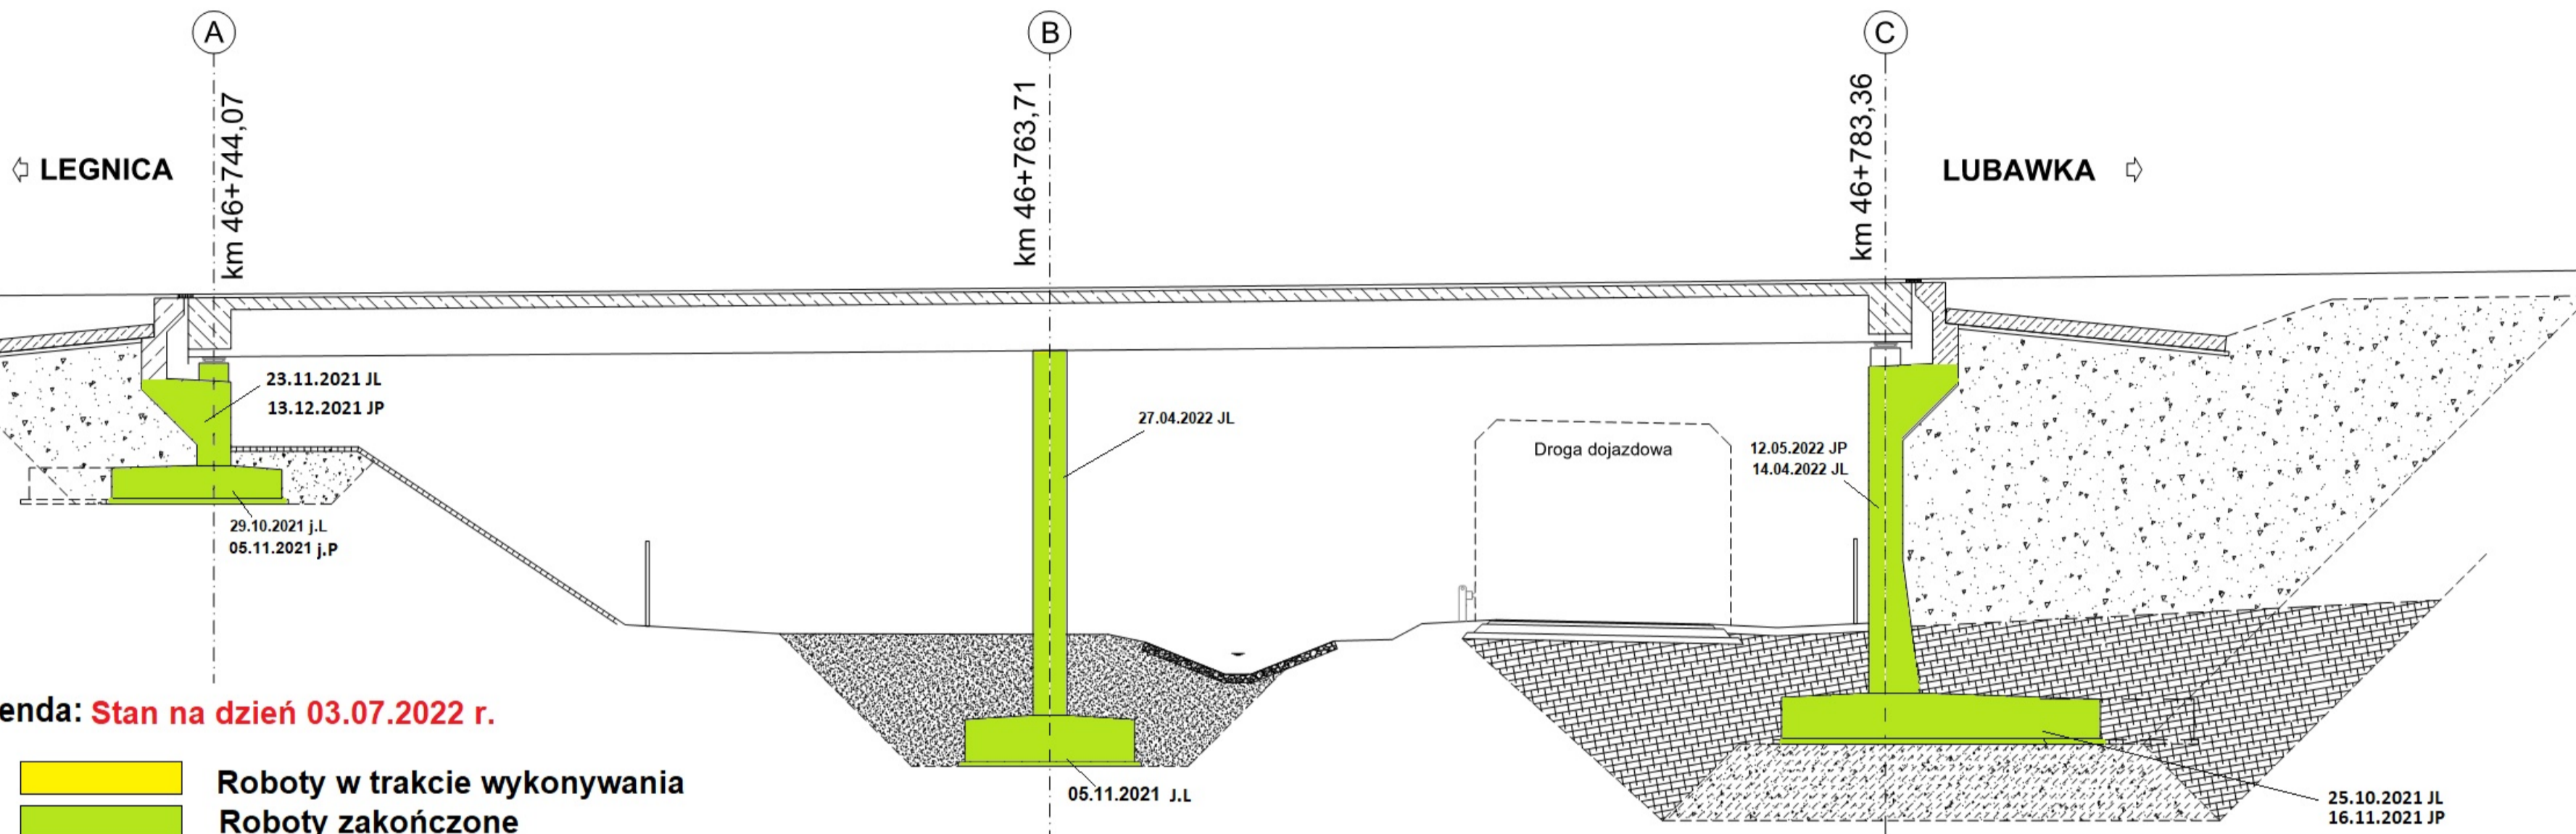 A
B
C
km 46+744,07
km 46+763,71
km 46+783,36
LEGNICA
LUBAWKA
23.11.2021 JL
13.12.2021 JP
27.04.2022 JL
Droga dojazdowa
12.05.2022 JP
14.04.2022 JL
29.10.2021 j.L
05.11.2021 j.P
enda: Stan na dzień 03.07.2022 r.
Roboty w trakcie wykonywania
Roboty zakończone
05.11.2021 J.L
25.10.2021 JL
16.11.2021 JP